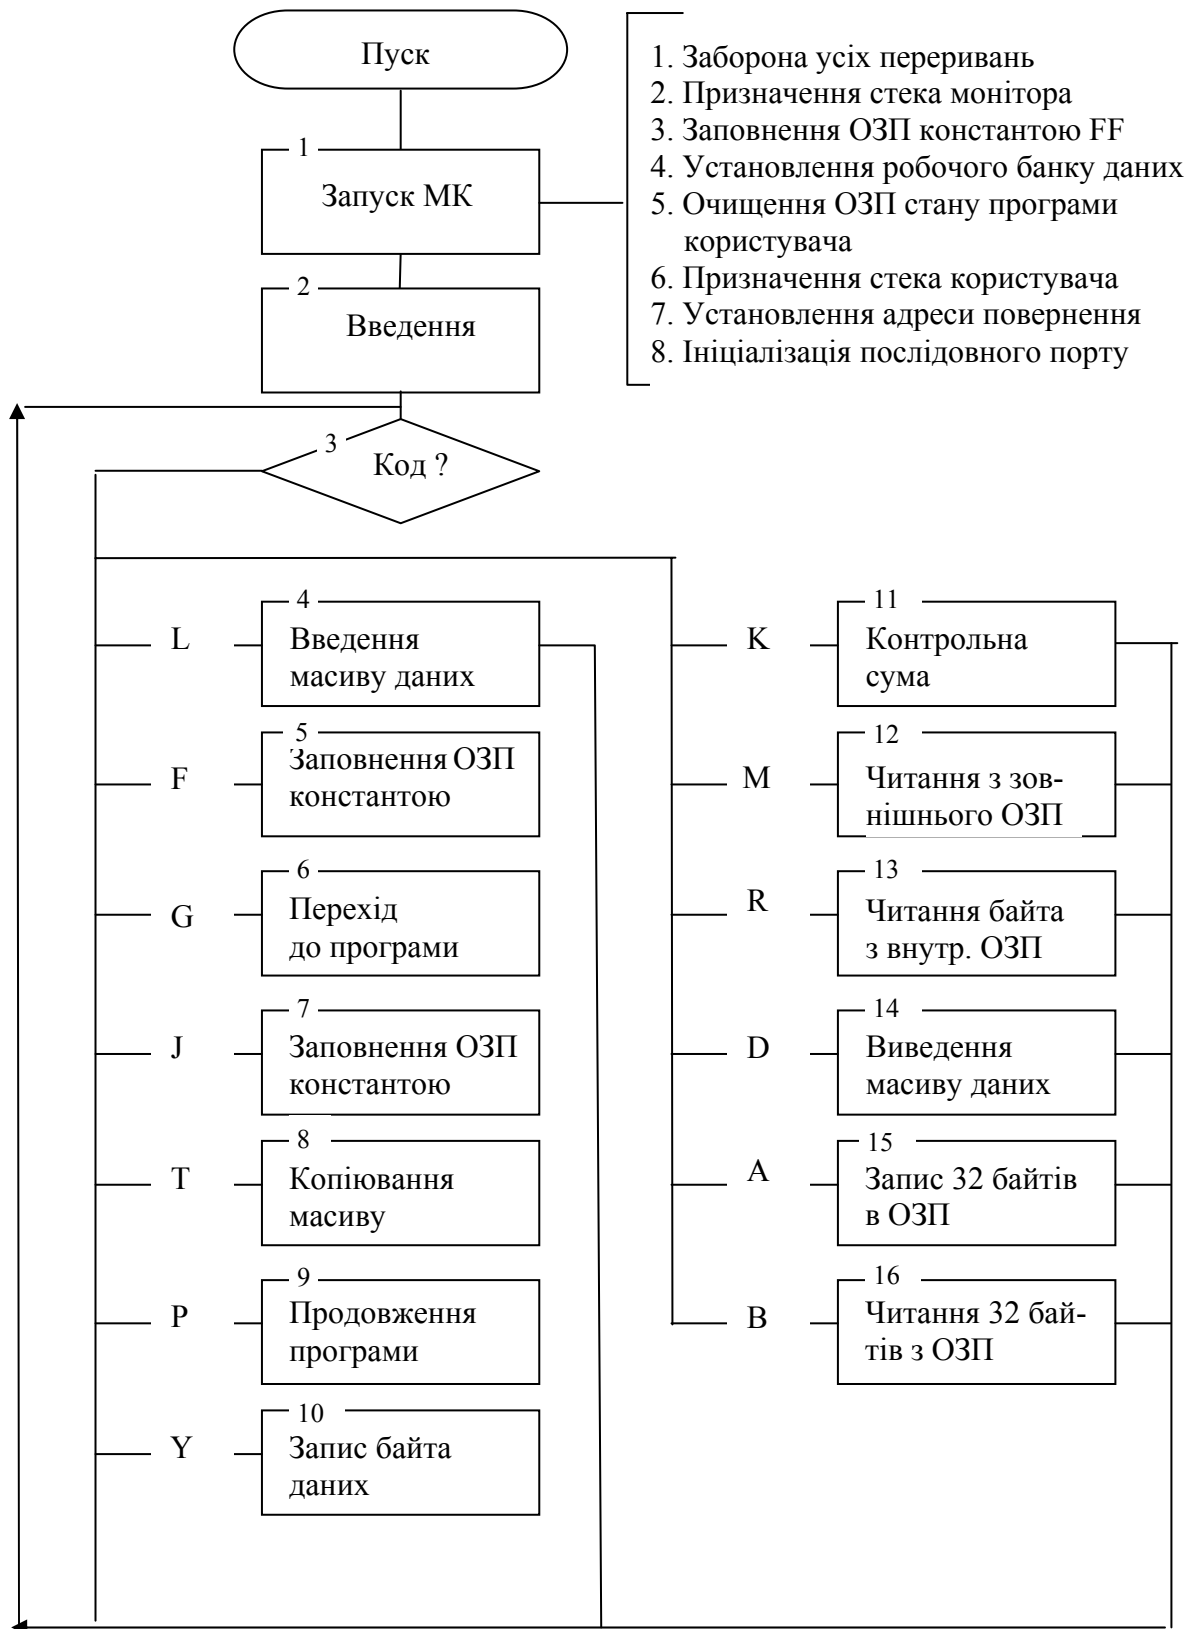 Пуск
1. Заборона усіх переривань
2. Призначення стека монітора
3. Заповнення ОЗП константою FF
4. Установлення робочого банку даних
5. Очищення ОЗП стану програми
користувача
6. Призначення стека користувача
7. Установлення адреси повернення
8. Ініціалізація послідовного порту
1
Запуск МК
2
Введення
3
Код ?
L
4
Введення
масиву даних
F
5
Заповнення ОЗП
константою
G
6
Перехід
до програми
J
7
Заповнення ОЗП
константою
T
8
Копіювання
масиву
P
9
Продовження
програми
Y
10
Запис байта
даних
K
11
Контрольна
сума
M
12
Читання з зов-
нішнього ОЗП
R
13
Читання байта
з внутр. ОЗП
D
14
Виведення
масиву даних
A
15
Запис 32 байтів
в ОЗП
B
16
Читання 32 бай-
тів з ОЗП